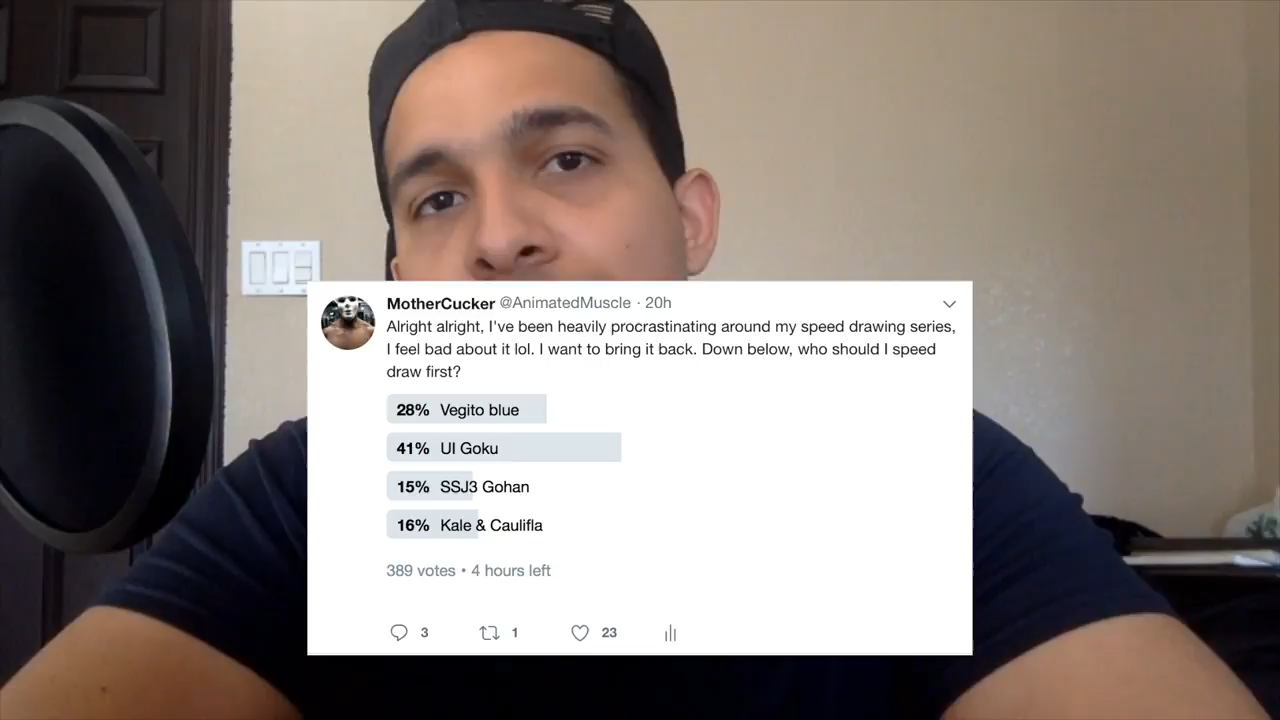 MotherCucker @AnimatedMuscle · 20h
Alright alright, I've been heavily procrastinating around my speed drawing series,
I feel bad about it lol. I want to bring it back. Down below, who should I speed
draw first?
28% Vegito blue
41% UI Goku
15% SSJ3 Gohan
16% Kale & Caulifla
389 votes • 4 hours left
3 1 23